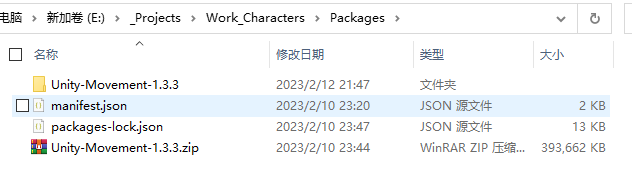 电脑 > 新加卷 (E:) > _Projects > Work_Characters > Packages >
名称 修改日期 类型 大小
Unity-Movement-1.3.3 2023/2/12 21:47 文件夹
manifest.json 2023/2/10 23:20 JSON 源文件 2 KB
packages-lock.json 2023/2/10 23:47 JSON 源文件 13 KB
Unity-Movement-1.3.3.zip 2023/2/10 23:44 WinRAR ZIP 压缩... 393,662 KB